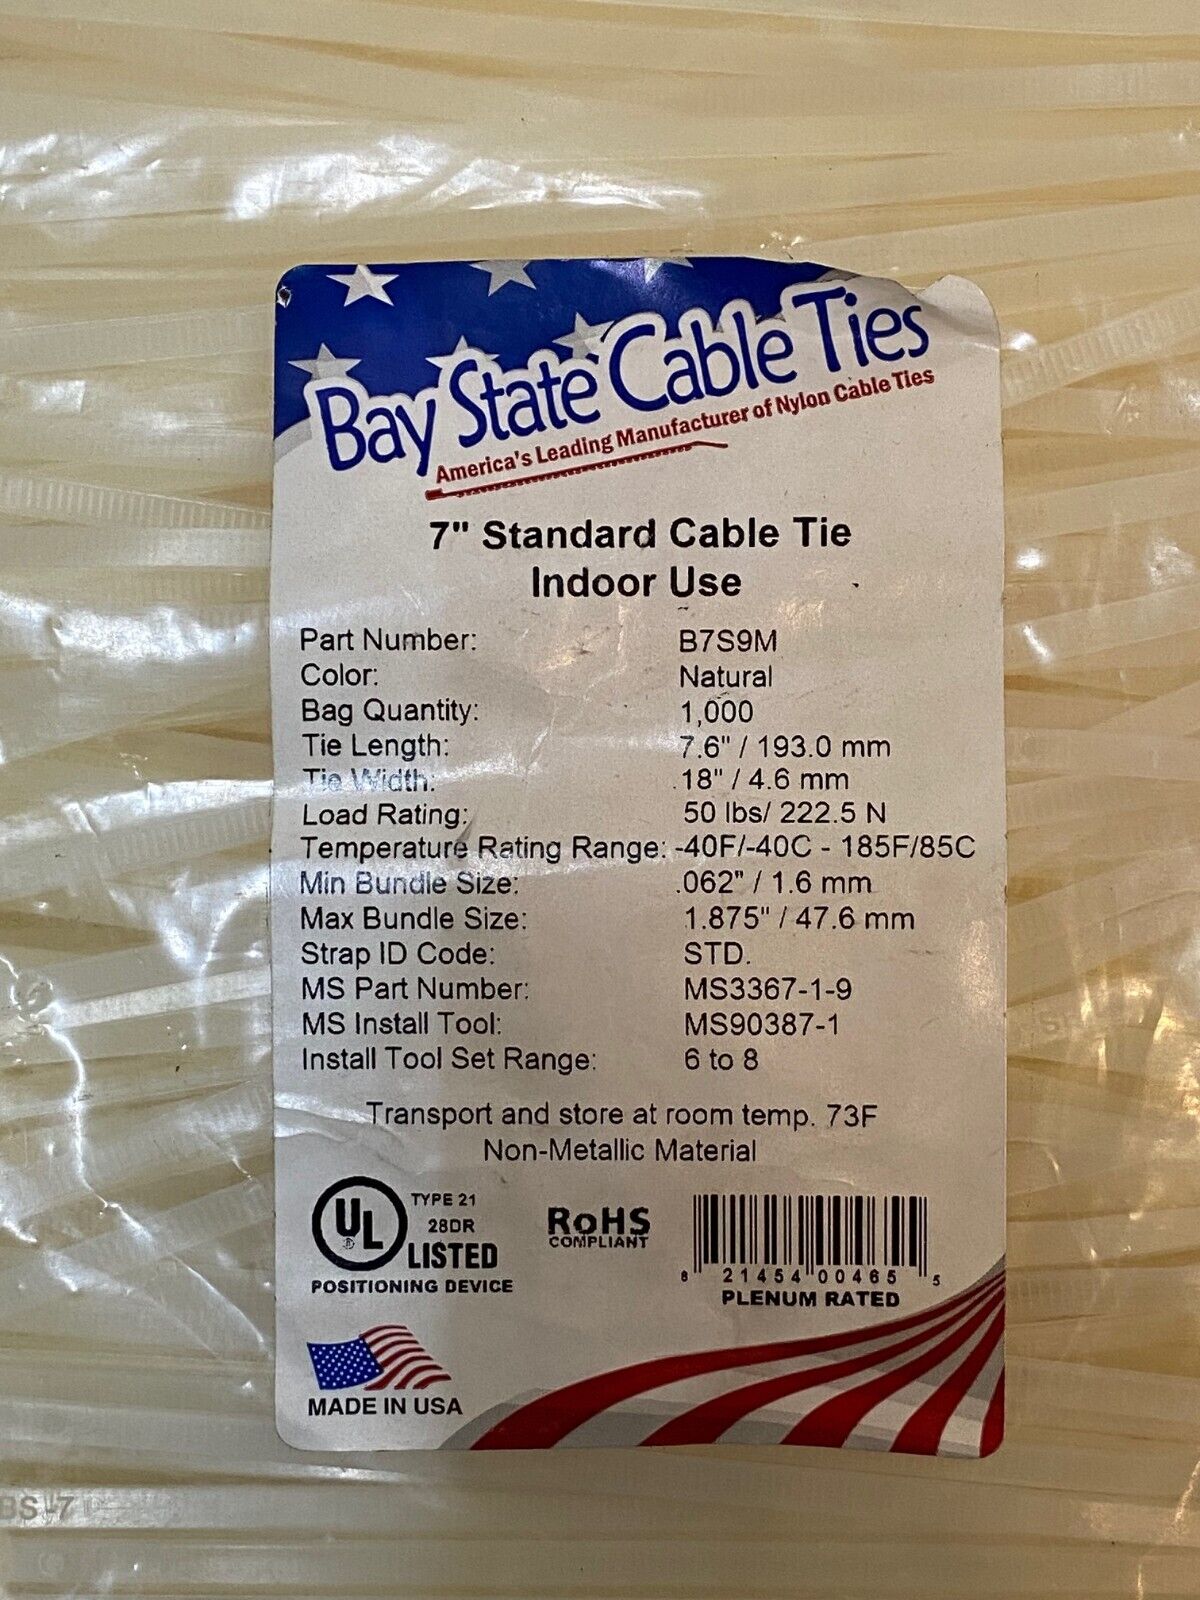 Bay State Cable Ties
America's Leading Manufacturer of Nylon Cable Ties
7" Standard Cable Tie
Indoor Use
Part Number: B7S9M
Color: Natural
Bag Quantity: 1,000
Tie Length: 7.6" / 193.0 mm
Tie Width: .18" / 4.6 mm
Load Rating: 50 lbs/ 222.5 N
Temperature Rating Range: -40F/-40C - 185F/85C
Min Bundle Size: .062" / 1.6 mm
Max Bundle Size: 1.875" / 47.6 mm
Strap ID Code: STD.
MS Part Number: MS3367-1-9
MS Install Tool: MS90387-1
Install Tool Set Range: 6 to 8
Transport and store at room temp. 73F
Non-Metallic Material
UL TYPE 21
28DR
LISTED
POSITIONING DEVICE
RoHS
COMPLIANT
6 21454 00465 5
PLENUM RATED
MADE IN USA
BS-7